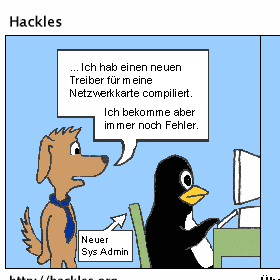 Hackles
... Ich hab einen neuen
Treiber für meine
Netzwerkkarte compiliert.
Ich bekomme aber
immer noch Fehler.
Neuer
Sys Admin
http://hackles.org